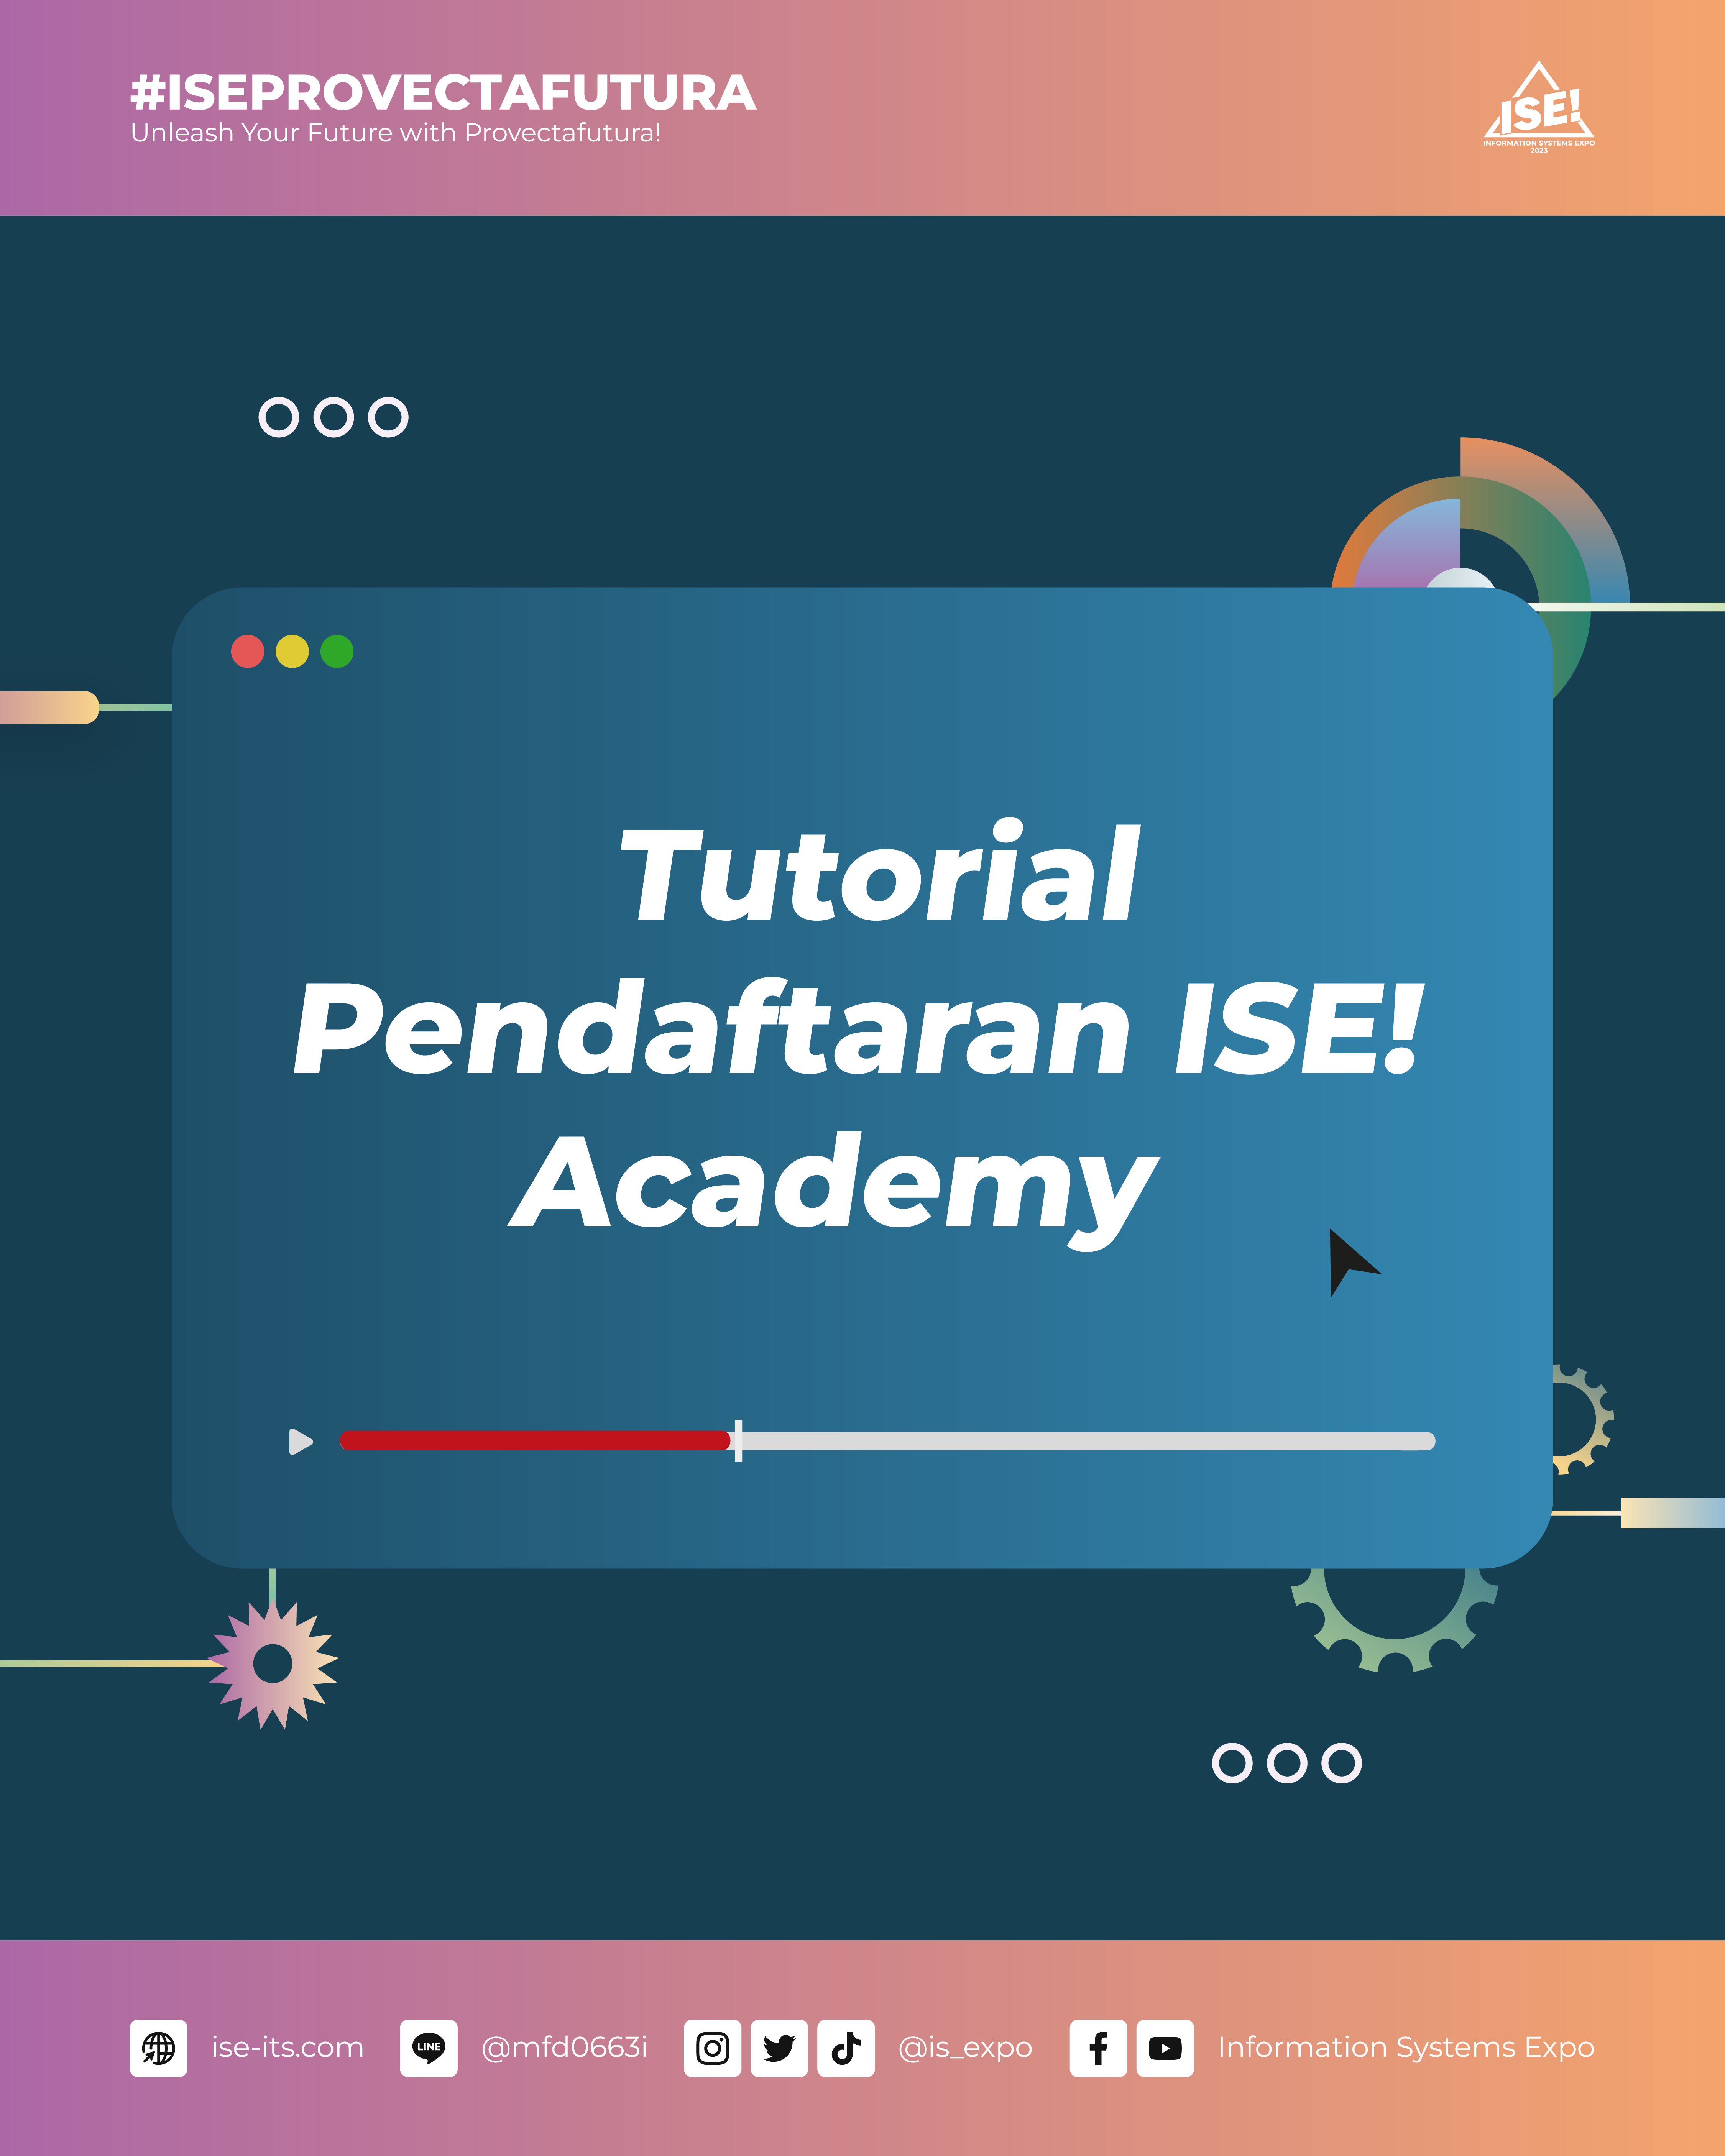 #ISEPROVECTAFUTURA
Unleash Your Future with Provectafutura!
ISE!
INFORMATION SYSTEMS EXPO
2023
Tutorial
Pendaftaran ISE!
Academy
ise-its.com
LINE
@mfd0663i
@is_expo
Information Systems Expo